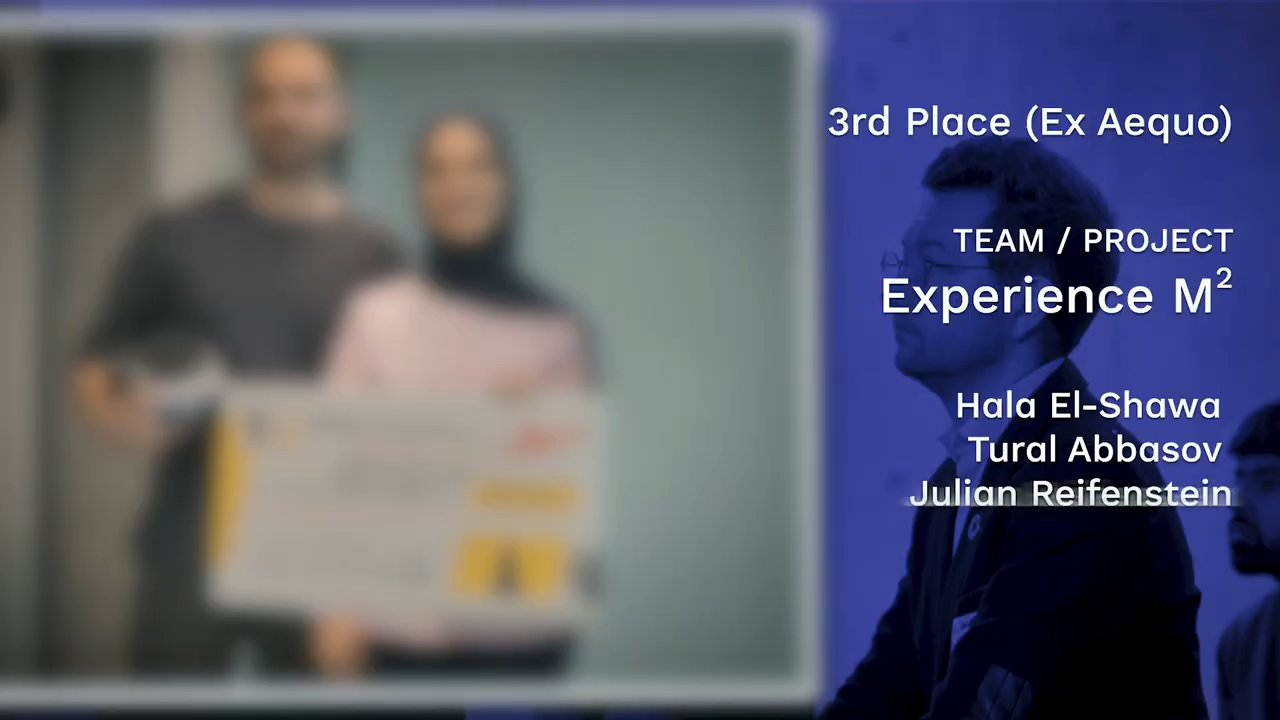 3rd Place (Ex Aequo)
TEAM / PROJECT
Experience M²
Hala El-Shawa
Tural Abbasov
Julian Reifenstein